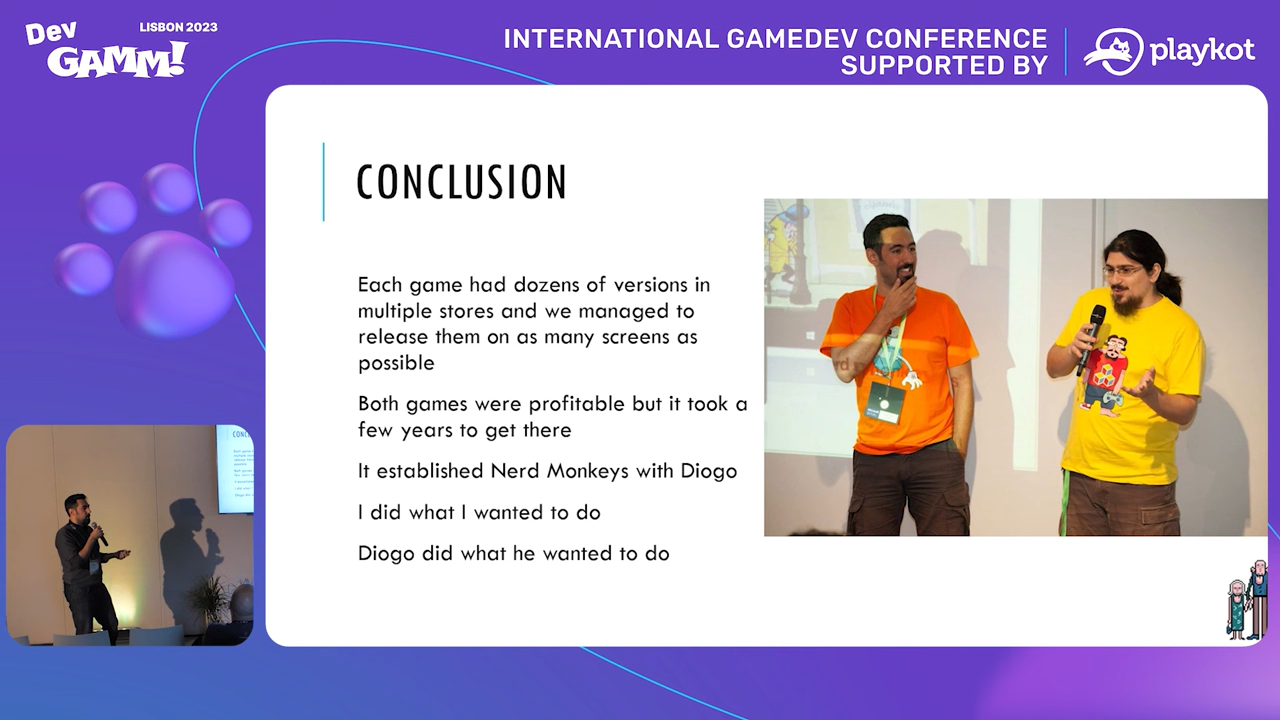 Dev
GAMM!
LISBON 2023
INTERNATIONAL GAMEDEV CONFERENCE
SUPPORTED BY
playkot
CONCLUSION
Each game had dozens of versions in
multiple stores and we managed to
release them on as many screens as
possible
Both games were profitable but it took a
few years to get there
It established Nerd Monkeys with Diogo
I did what I wanted to do
Diogo did what he wanted to do